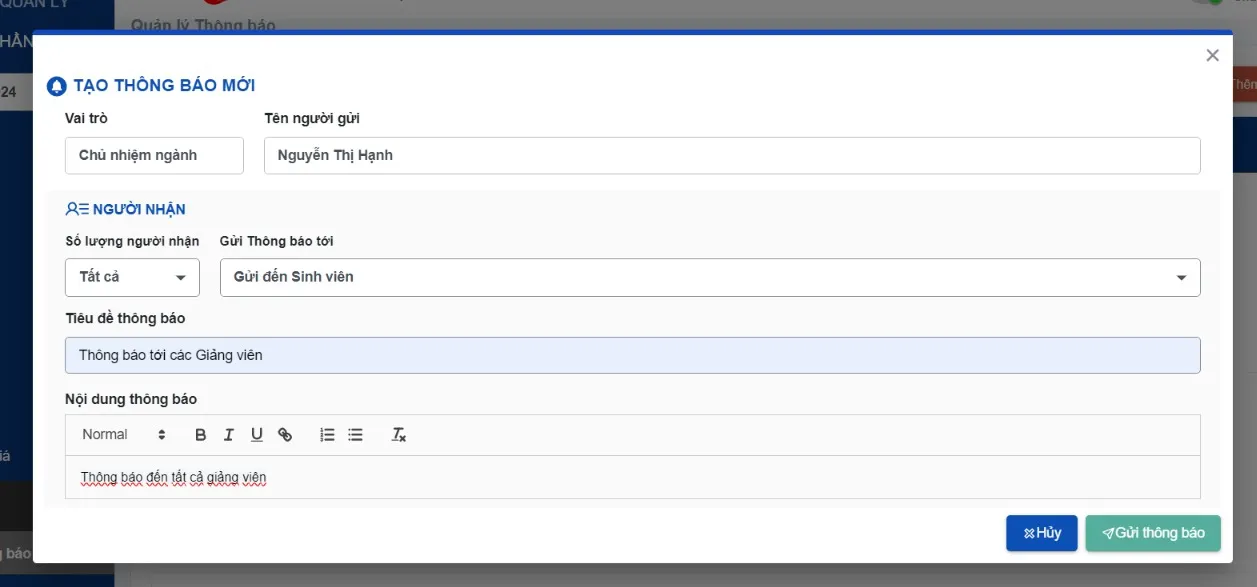 QUẢN LÝ
Quản lý Thông báo
24
TẠO THÔNG BÁO MỚI
Vai trò
Tên người gửi
Chủ nhiệm ngành
Nguyễn Thị Hạnh
NGƯỜI NHẬN
Số lượng người nhận
Gửi Thông báo tới
Tất cả
Gửi đến Sinh viên
Tiêu đề thông báo
Thông báo tới các Giảng viên
Nội dung thông báo
Normal
B I U
Thông báo đến tất cả giảng viên
Hủy
Gửi thông báo
báo